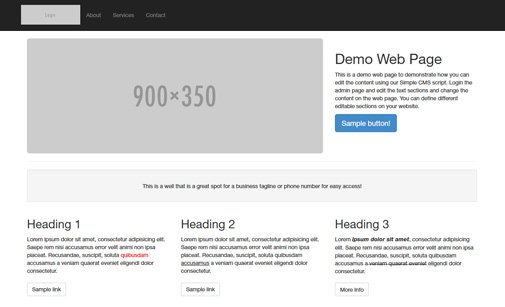 Logo
About Services Contact
900×350
Demo Web Page
This is a demo web page to demonstrate how you can
edit the content using our Simple CMS script. Login the
admin page and edit the text sections and change the
content on the web page. You can define different
editable sections on your website.
Sample button!
This is a well that is a great spot for a business tagline or phone number for easy access!
Heading 1
Lorem ipsum dolor sit amet, consectetur adipisicing elit.
Saepe rem nisi accusamus error velit animi non ipsa
placeat. Recusandae, suscipit, soluta quibusdam
accusamus a veniam quaerat eveniet eligendi dolor
consectetur.
Sample link
Heading 2
Lorem ipsum dolor sit amet, consectetur adipisicing elit.
Saepe rem nisi accusamus error velit animi non ipsa
placeat. Recusandae, suscipit, soluta quibusdam
accusamus a veniam quaerat eveniet eligendi dolor
consectetur.
Sample link
Heading 3
Lorem ipsum dolor sit amet, consectetur adipisicing
elit. Saepe rem nisi accusamus error velit animi non
ipsa placeat. Recusandae, suscipit, soluta quibusdam
accusamus a veniam quaerat eveniet eligendi dolor
consectetur.
More Info